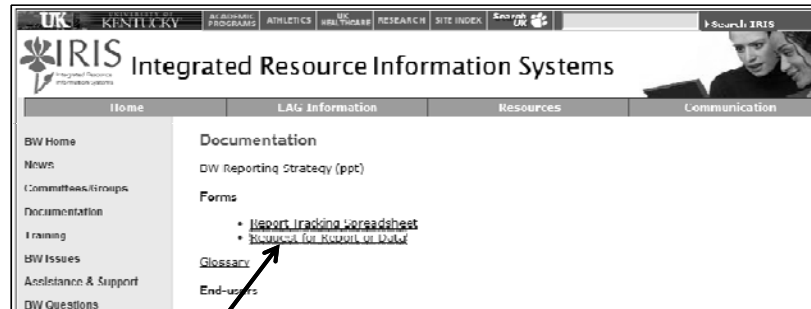 UK UNIVERSITY OF KENTUCKY
ACADEMIC PROGRAMS
ATHLETICS
UK HEALTHCARE
RESEARCH
SITE INDEX
Search UK
Search IRIS
IRIS
Integrated Resource
Information Systems
Integrated Resource Information Systems
Home
LAG Information
Resources
Communication
BW Home
News
Committees/Groups
Documentation
Training
BW Issues
Assistance & Support
BW Questions
Documentation
BW Reporting Strategy (ppt)
Forms
• Report Tracking Spreadsheet
• Request for Report or Data
Glossary
End-users